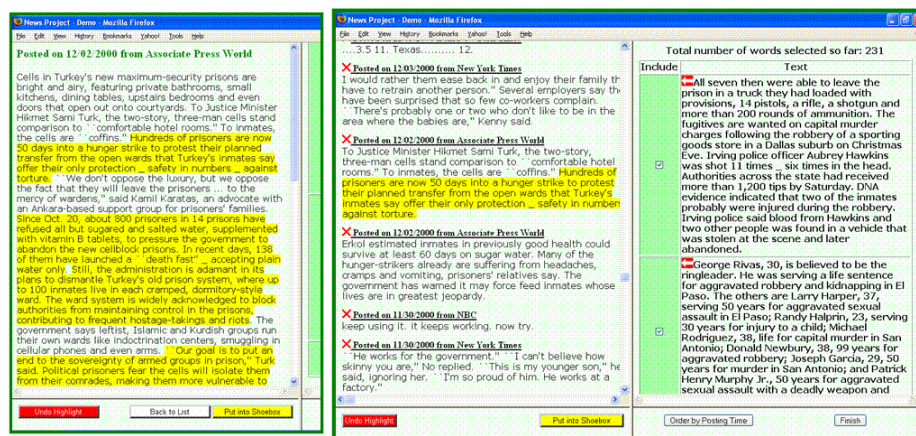 News Project - Demo - Mozilla Firefox
File Edit View History Bookmarks Yahoo! Tools Help
Posted on 12/02/2000 from Associate Press World
Cells in Turkey's new maximum-security prisons are
bright and airy, featuring private bathrooms, small
kitchens, dining tables, upstairs bedrooms and even
doors that open out onto courtyards. To Justice Minister
Hikmet Sami Turk, the two-story, three-man cells stand
comparison to ``comfortable hotel rooms.'' To inmates,
the cells are ``coffins.'' Hundreds of prisoners are now
50 days into a hunger strike to protest their planned
transfer from the open wards that Turkey's inmates say
offer their only protection _ safety in numbers _ against
torture. ``We don't oppose the luxury, but we oppose
the fact that they will leave the prisoners ... to the
mercy of wardens,'' said Kamil Karatas, an advocate with
an Ankara-based support group for prisoners' families.
Since Oct. 20, about 800 prisoners in 14 prisons have
refused all but sugared and salted water, supplemented
with vitamin B tablets, to pressure the government to
abandon the new cellblock prisons. In recent days, 138
of them have launched a ``death fast'' _ accepting plain
water only. Still, the administration is adamant in its
plans to dismantle Turkey's old prison system, where up
to 100 inmates live in each cramped, dormitory-style
ward. The ward system is widely acknowledged to block
authorities from maintaining control in the prisons,
contributing to frequent hostage-takings and riots. The
government says leftist, Islamic and Kurdish groups run
their own wards like indoctrination centers, smuggling in
cellular phones and even arms. ``Our goal is to put an
end to the sovereignty of armed groups in prison,'' Turk
said. Political prisoners fear the cells will isolate them
from their comrades, making them more vulnerable to
Undo Highlight Back to List Put into Shoebox
News Project - Demo - Mozilla Firefox
File Edit View History Bookmarks Yahoo! Tools Help
....3.5 11. Texas.......... 12.
Posted on 12/03/2000 from New York Times
I would rather them ease back in and enjoy their family th
have to retrain another person.'' Several employers say the
have been surprised that so few co-workers complain.
``There's probably one or two who don't like to be in the
area where the babies are,'' Kenny said.
Posted on 12/02/2000 from Associate Press World
To Justice Minister Hikmet Sami Turk, the two-story,
three-man cells stand comparison to ``comfortable hotel
rooms.'' To inmates, the cells are ``coffins.'' Hundreds of
prisoners are now 50 days into a hunger strike to protest
their planned transfer from the open wards that Turkey's
inmates say offer their only protection _ safety in numbers
against torture.
Posted on 12/02/2000 from Associate Press World
Erkol estimated inmates in previously good health could
survive at least 60 days on sugar water. Many of the
hunger-strikers already are suffering from headaches,
cramps and vomiting, prisoners' relatives say. The
government has warned it may force feed inmates whose
lives are in greatest jeopardy.
Posted on 11/30/2000 from NBC
keep using it. It keeps working. now try.
Posted on 11/30/2000 from New York Times
``He works for the government.'' ``I can't believe how
skinny you are,'' No replied. ``This is my younger son,'' he
said, ignoring her. ``I'm so proud of him. He works at a
factory.''
Undo Highlight Put into Shoebox
Total number of words selected so far: 231
Include Text
All seven then were able to leave the
prison in a truck they had loaded with
provisions, 14 pistols, a rifle, a shotgun and
more than 200 rounds of ammunition. The
fugitives are wanted on capital murder
charges following the robbery of a sporting
goods store in a Dallas suburb on Christmas
Eve. Irving police officer Aubrey Hawkins
was shot 11 times _ six times in the head.
Authorities across the state had received
more than 1,200 tips by Saturday. DNA
evidence indicated that two of the inmates
probably were injured during the robbery.
Irving police said blood from Hawkins and
two other people was found in a vehicle that
was stolen at the scene and later
abandoned.
George Rivas, 30, is believed to be the
ringleader. He was serving a life sentence
for aggravated robbery and kidnapping in El
Paso. The others are Larry Harper, 37,
serving 50 years for aggravated sexual
assault in El Paso; Randy Halprin, 23, serving
30 years for injury to a child; Michael
Rodriguez, 38, life for capital murder in San
Antonio; Donald Newbury, 38, 99 years for
aggravated robbery; Joseph Garcia, 29, 50
years for murder in San Antonio; and Patrick
Henry Murphy Jr., 50 years for aggravated
sexual assault with a deadly weapon and
Order by Posting Time Finish